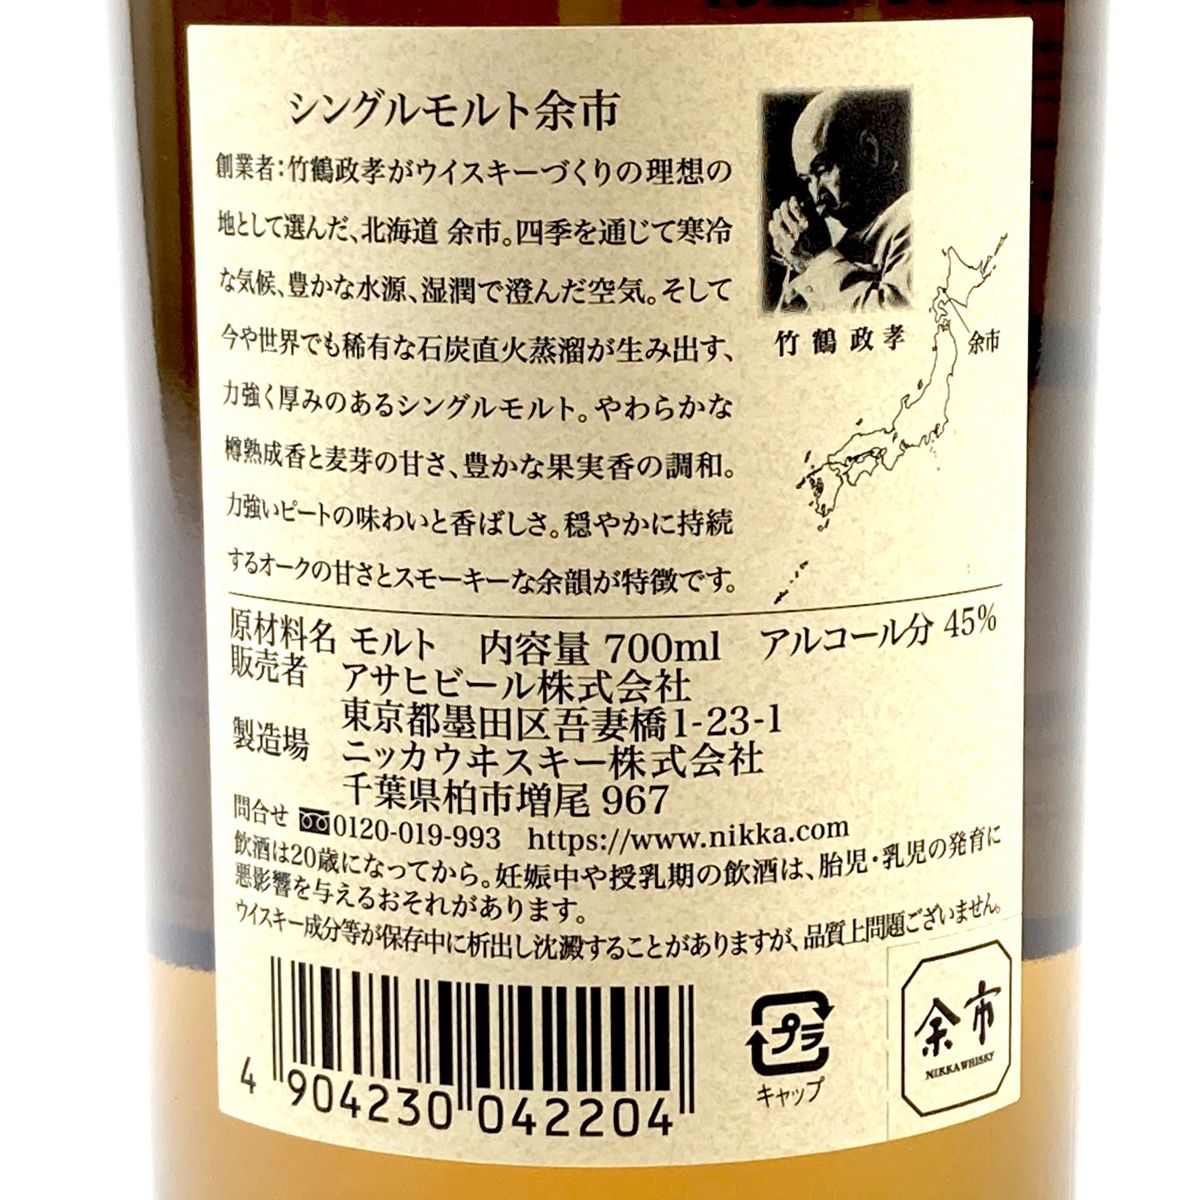 シングルモルト余市
創業者:竹鶴政孝がウイスキーづくりの理想の
地として選んだ、北海道 余市。四季を通じて寒冷
な気候、豊かな水源、湿潤で澄んだ空気。そして
今や世界でも稀有な石炭直火蒸溜が生み出す、
力強く厚みのあるシングルモルト。やわらかな
樽熟成香と麦芽の甘さ、豊かな果実香の調和。
力強いピートの味わいと香ばしさ。穏やかに持続
するオークの甘さとスモーキーな余韻が特徴です。
竹鶴政孝
余市
原材料名 モルト 内容量 700ml アルコール分 45%
販売者 アサヒビール株式会社
東京都墨田区吾妻橋1-23-1
製造場 ニッカウヰスキー株式会社
千葉県柏市増尾 967
問合せ 0120-019-993 https://www.nikka.com
飲酒は20歳になってから。妊娠中や授乳期の飲酒は、胎児・乳児の発育に
悪影響を与えるおそれがあります。
ウイスキー成分等が保存中に析出し沈澱することがありますが、品質上問題ございません。
4 904230 042204
プラ
キャップ
余市
NIKKA WHISKY